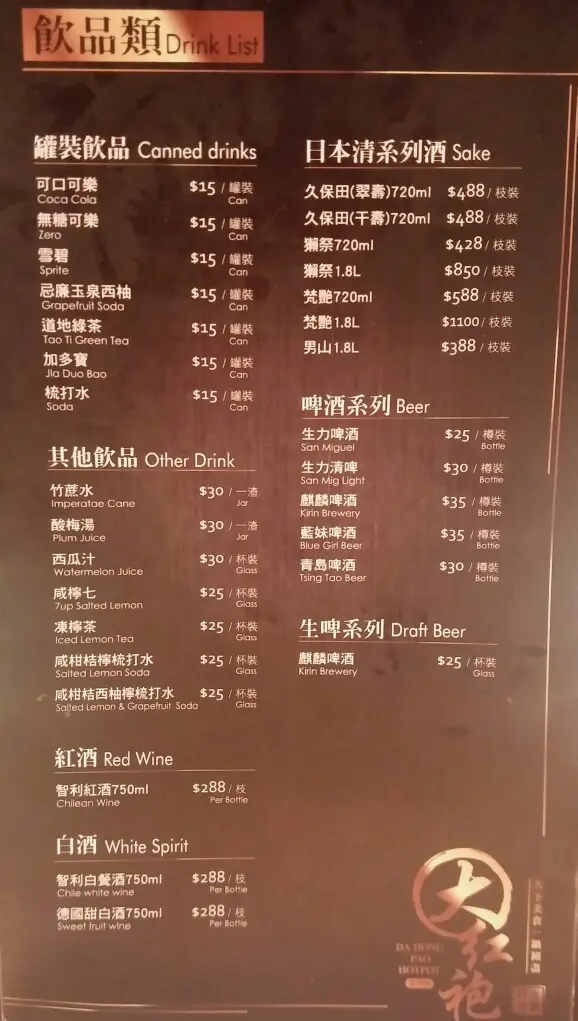 飲品類 Drink List
罐裝飲品 Canned drinks
可口可樂 $15 / 罐裝
Coca Cola Can
無糖可樂 $15 / 罐裝
Zero Can
雪碧 $15 / 罐裝
Sprite Can
忌廉玉泉西柚 $15 / 罐裝
Grapefruit Soda Can
道地綠茶 $15 / 罐裝
Tao Ti Green Tea Can
加多寶 $15 / 罐裝
Jia Duo Bao Can
梳打水 $15 / 罐裝
Soda Can
其他飲品 Other Drink
竹蔗水 $30 / 一渣
Imperatae Cane Jar
酸梅湯 $30 / 一渣
Plum Juice Jar
西瓜汁 $30 / 杯裝
Watermelon Juice Glass
咸檸七 $25 / 杯裝
7up Salted Lemon Glass
凍檸茶 $25 / 杯裝
Iced Lemon Tea Glass
咸柑桔檸梳打水 $25 / 杯裝
Salted Lemon Soda Glass
咸柑桔西柚檸梳打水 $25 / 杯裝
Salted Lemon & Grapefruit Soda Glass
紅酒 Red Wine
智利紅酒750ml $288 / 枝
Chilean Wine Per Bottle
白酒 White Spirit
智利白餐酒750ml $288 / 枝
Chile white wine Per Bottle
德國甜白酒750ml $288 / 枝
Sweet fruit wine Per Bottle
日本清系列酒 Sake
久保田(翠壽)720ml $488 / 枝裝
久保田(千壽)720ml $488 / 枝裝
獺祭720ml $428 / 枝裝
獺祭1.8L $850 / 枝裝
梵艷720ml $588 / 枝裝
梵艷1.8L $1100 / 枝裝
男山1.8L $388 / 枝裝
啤酒系列 Beer
生力啤酒 $25 / 樽裝
San Miguel Bottle
生力清啤 $30 / 樽裝
San Mig Light Bottle
麒麟啤酒 $35 / 樽裝
Kirin Brewery Bottle
藍妹啤酒 $35 / 樽裝
Blue Girl Beer Bottle
青島啤酒 $30 / 樽裝
Tsing Tao Beer Bottle
生啤系列 Draft Beer
麒麟啤酒 $25 / 杯裝
Kirin Brewery Glass
大紅袍
DA HONG
PAO
HOTPOT
天下美食一鍋鍾盡